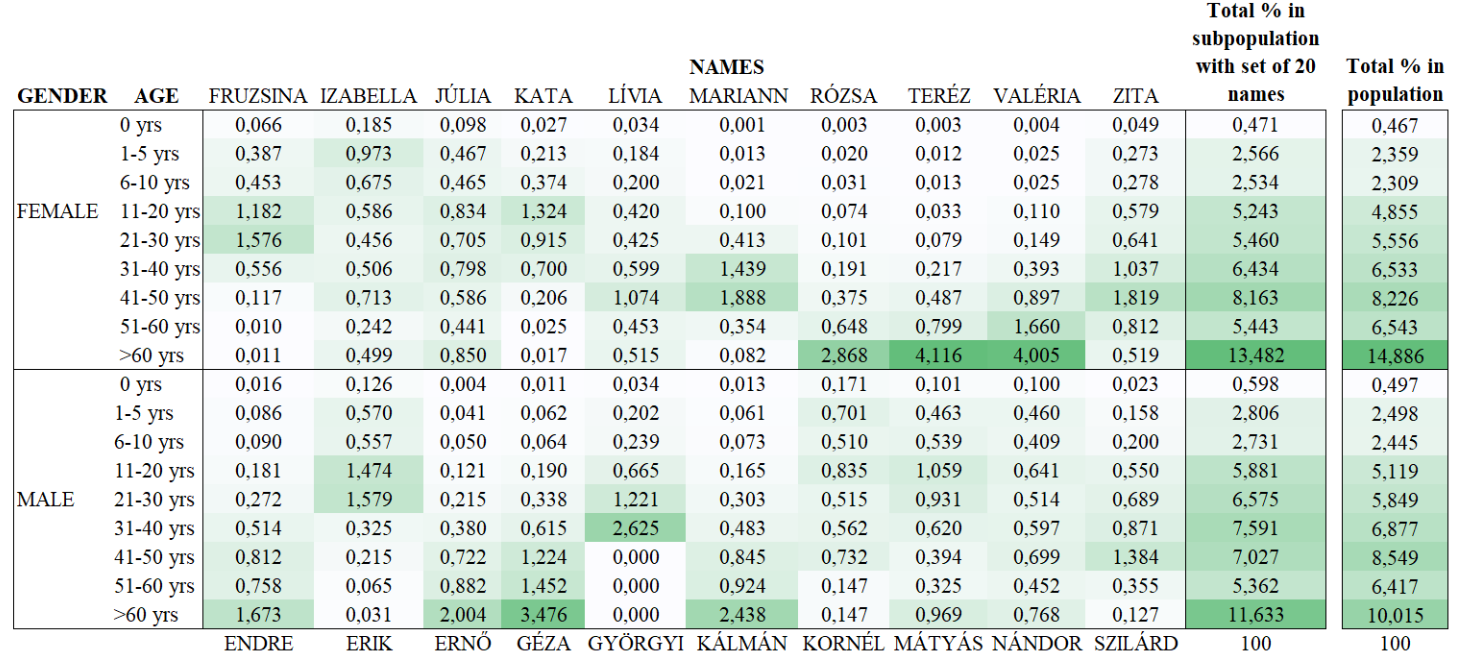 Total % in
subpopulation
NAMES with set of 20 Total % in
GENDER AGE FRUZSINA IZABELLA JÚLIA KATA LÍVIA MARIANN RÓZSA TERÉZ VALÉRIA ZITA names population
0 yrs 0,066 0,185 0,098 0,027 0,034 0,001 0,003 0,003 0,004 0,049 0,471 0,467
1-5 yrs 0,387 0,973 0,467 0,213 0,184 0,013 0,020 0,012 0,025 0,273 2,566 2,359
6-10 yrs 0,453 0,675 0,465 0,374 0,200 0,021 0,031 0,013 0,025 0,278 2,534 2,309
FEMALE 11-20 yrs 1,182 0,586 0,834 1,324 0,420 0,100 0,074 0,033 0,110 0,579 5,243 4,855
21-30 yrs 1,576 0,456 0,705 0,915 0,425 0,413 0,101 0,079 0,149 0,641 5,460 5,556
31-40 yrs 0,556 0,506 0,798 0,700 0,599 1,439 0,191 0,217 0,393 1,037 6,434 6,533
41-50 yrs 0,117 0,713 0,586 0,206 1,074 1,888 0,375 0,487 0,897 1,819 8,163 8,226
51-60 yrs 0,010 0,242 0,441 0,025 0,453 0,354 0,648 0,799 1,660 0,812 5,443 6,543
>60 yrs 0,011 0,499 0,850 0,017 0,515 0,082 2,868 4,116 4,005 0,519 13,482 14,886
0 yrs 0,016 0,126 0,004 0,011 0,034 0,013 0,171 0,101 0,100 0,023 0,598 0,497
1-5 yrs 0,086 0,570 0,041 0,062 0,202 0,061 0,701 0,463 0,460 0,158 2,806 2,498
6-10 yrs 0,090 0,557 0,050 0,064 0,239 0,073 0,510 0,539 0,409 0,200 2,731 2,445
11-20 yrs 0,181 1,474 0,121 0,190 0,665 0,165 0,835 1,059 0,641 0,550 5,881 5,119
MALE 21-30 yrs 0,272 1,579 0,215 0,338 1,221 0,303 0,515 0,931 0,514 0,689 6,575 5,849
31-40 yrs 0,514 0,325 0,380 0,615 2,625 0,483 0,562 0,620 0,597 0,871 7,591 6,877
41-50 yrs 0,812 0,215 0,722 1,224 0,000 0,845 0,732 0,394 0,699 1,384 7,027 8,549
51-60 yrs 0,758 0,065 0,882 1,452 0,000 0,924 0,147 0,325 0,452 0,355 5,362 6,417
>60 yrs 1,673 0,031 2,004 3,476 0,000 2,438 0,147 0,969 0,768 0,127 11,633 10,015
ENDRE ERIK ERNŐ GÉZA GYÖRGYI KÁLMÁN KORNÉL MÁTYÁS NÁNDOR SZILÁRD 100 100